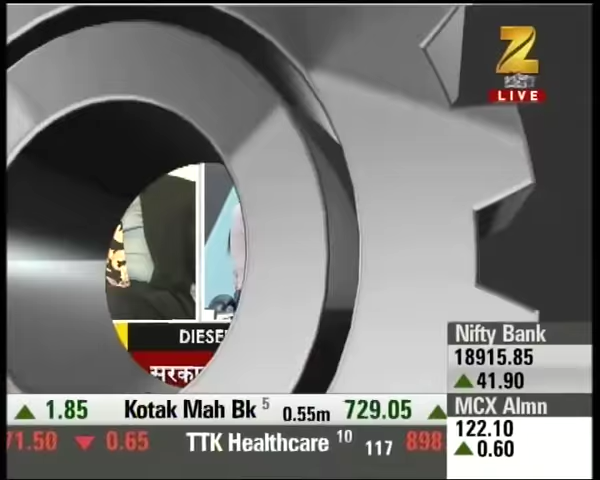 LIVE
DIESEL
सरका
Nifty Bank
18915.85
▲ 41.90
MCX Almn
122.10
▲ 0.60
▲ 1.85 Kotak Mah Bk 5 0.55m 729.05 ▲
71.50 ▼ 0.65 TTK Healthcare 10 117 898